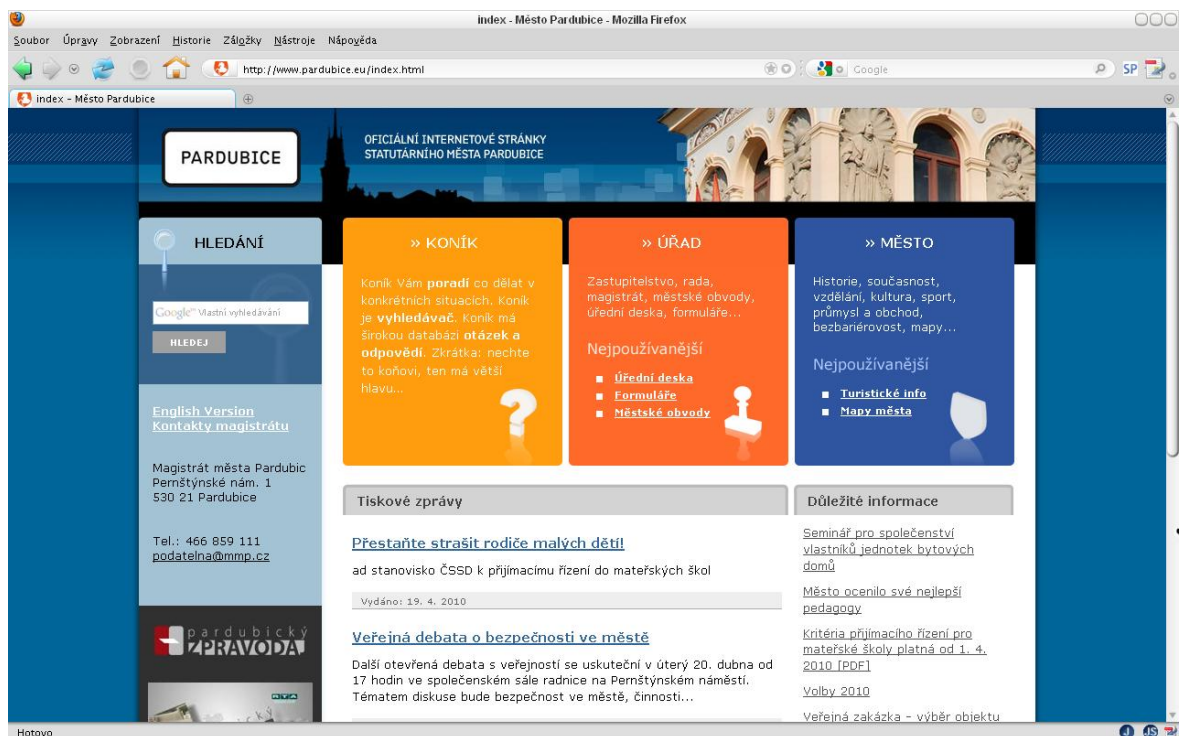 index - Město Pardubice - Mozilla Firefox
Soubor Úpravy Zobrazení Historie Záložky Nástroje Nápověda
http://www.pardubice.eu/index.html
Google
SP
index - Město Pardubice
PARDUBICE
OFICIÁLNÍ INTERNETOVÉ STRÁNKY
STATUTÁRNÍHO MĚSTA PARDUBICE
HLEDÁNÍ
Google™ Vlastní vyhledávání
HLEDEJ
English Version
Kontakty magistrátu
Magistrát města Pardubic
Pernštýnské nám. 1
530 21 Pardubice
Tel.: 466 859 111
podatelna@mmp.cz
pardubický
ZPRAVODAJ
» KONÍK
Koník Vám poradí co dělat v
konkrétních situacích. Koník
je vyhledávač. Koník má
širokou databázi otázek a
odpovědí. Zkrátka: nechte
to koňovi, ten má větší
hlavu...
» ÚŘAD
Zastupitelstvo, rada,
magistrát, městské obvody,
úřední deska, formuláře...
Nejpoužívanější
Úřední deska
Formuláře
Městské obvody
» MĚSTO
Historie, současnost,
vzdělání, kultura, sport,
průmysl a obchod,
bezbariérovost, mapy...
Nejpoužívanější
Turistické info
Mapy města
Tiskové zprávy
Přestaňte strašit rodiče malých dětí!
ad stanovisko ČSSD k přijímacímu řízení do mateřských škol
Vydáno: 19. 4. 2010
Veřejná debata o bezpečnosti ve městě
Další otevřená debata s veřejností se uskuteční v úterý 20. dubna od
17 hodin ve společenském sále radnice na Pernštýnském náměstí.
Tématem diskuse bude bezpečnost ve městě, činnosti...
Důležité informace
Seminář pro společenství
vlastníků jednotek bytových
domů
Město ocenilo své nejlepší
pedagogy
Kritéria přijímacího řízení pro
mateřské školy platná od 1. 4.
2010 [PDF]
Volby 2010
Veřejná zakázka - výběr objektu
Hotovo
J
JS